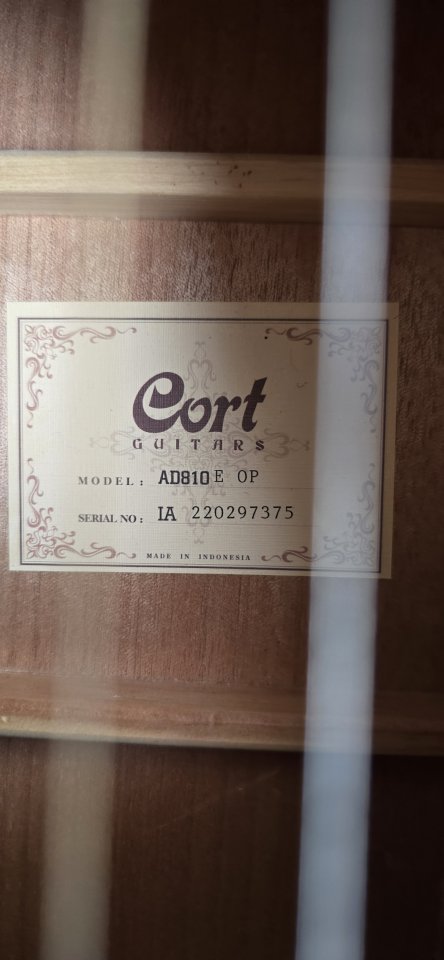 Cort
GUITARS
MODEL: AD810E OP
SERIAL NO: IA 220297375
MADE IN INDONESIA